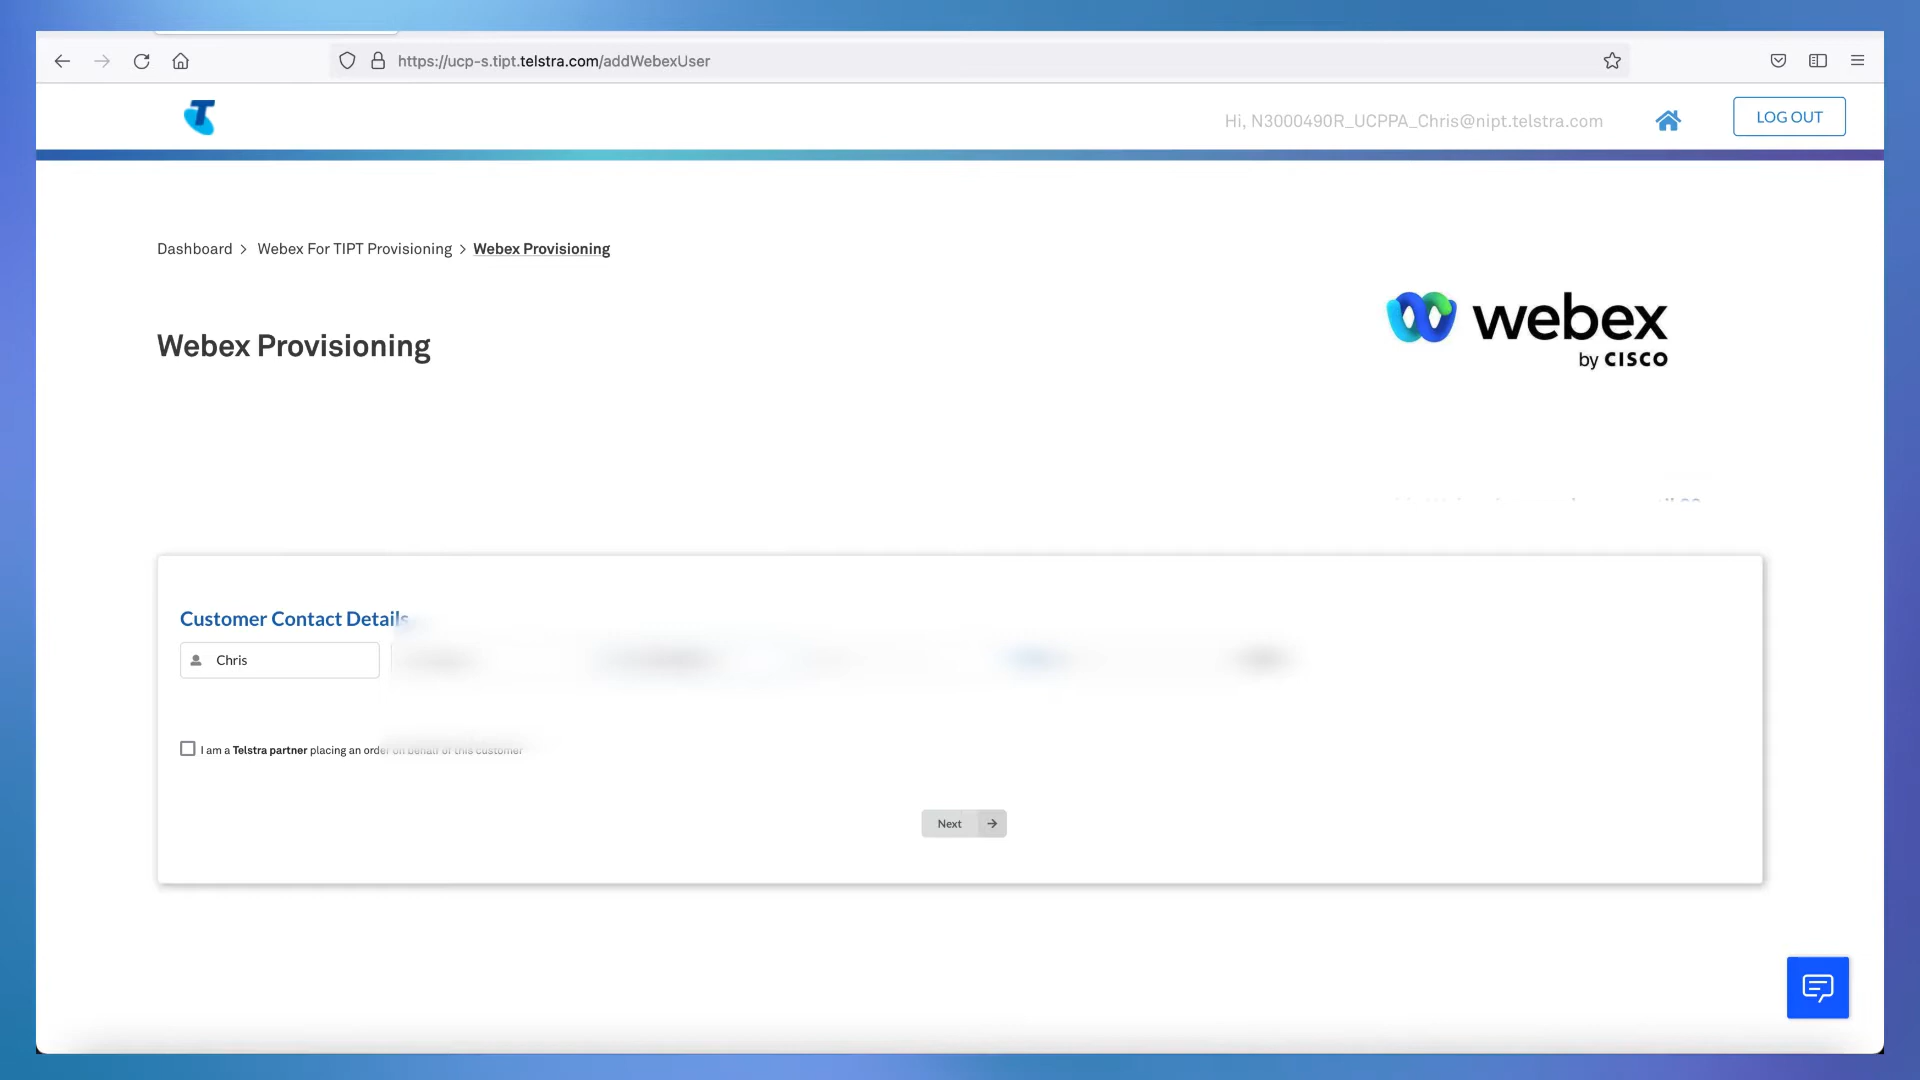 https://ucp-s.tipt.telstra.com/addWebexUser
Hi, N3000490R_UCPPA_Chris@nipt.telstra.com
LOG OUT
Dashboard > Webex For TIPT Provisioning > Webex Provisioning
webex
by CISCO
Webex Provisioning
Customer Contact Details
Chris
I am a Telstra partner placing an order on behalf of this customer
Next